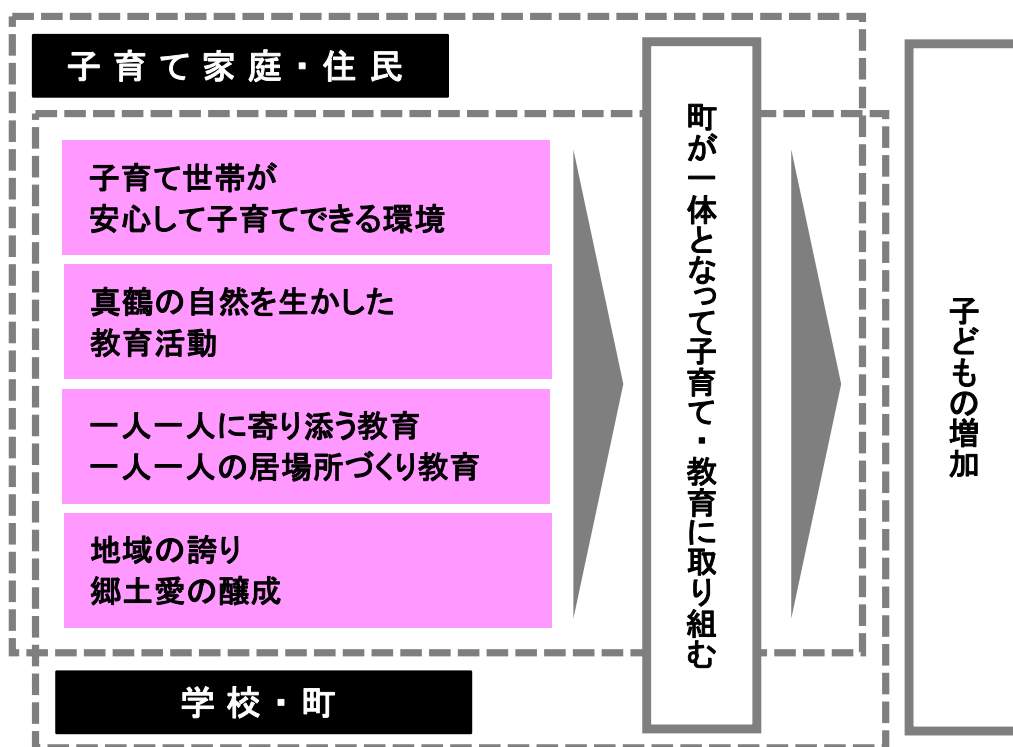 子育て家庭・住民
子育て世帯が
安心して子育てできる環境
真鶴の自然を生かした
教育活動
一人一人に寄り添う教育
一人一人の居場所づくり教育
地域の誇り
郷土愛の醸成
学校・町
町が一体となって子育て・教育に取り組む
子どもの増加